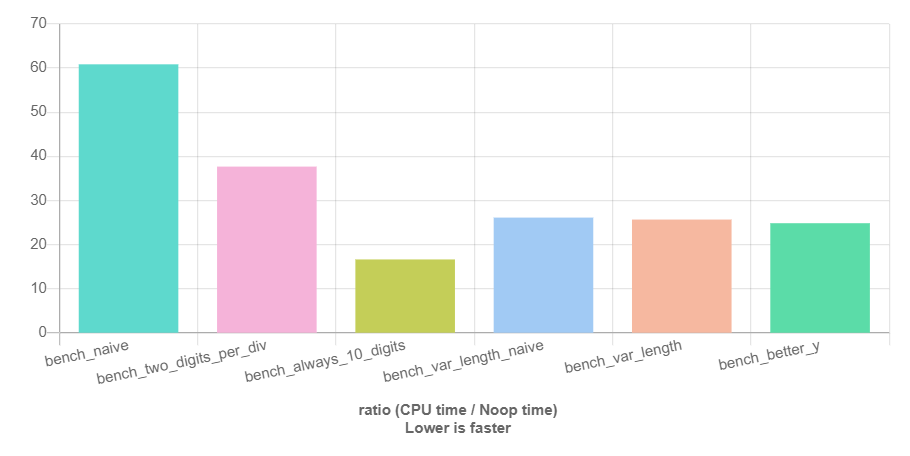 70
60
50
40
30
20
10
0
bench_naive
bench_two_digits_per_div
bench_always_10_digits
bench_var_length_naive
bench_var_length
bench_better_y
ratio (CPU time / Noop time)
Lower is faster